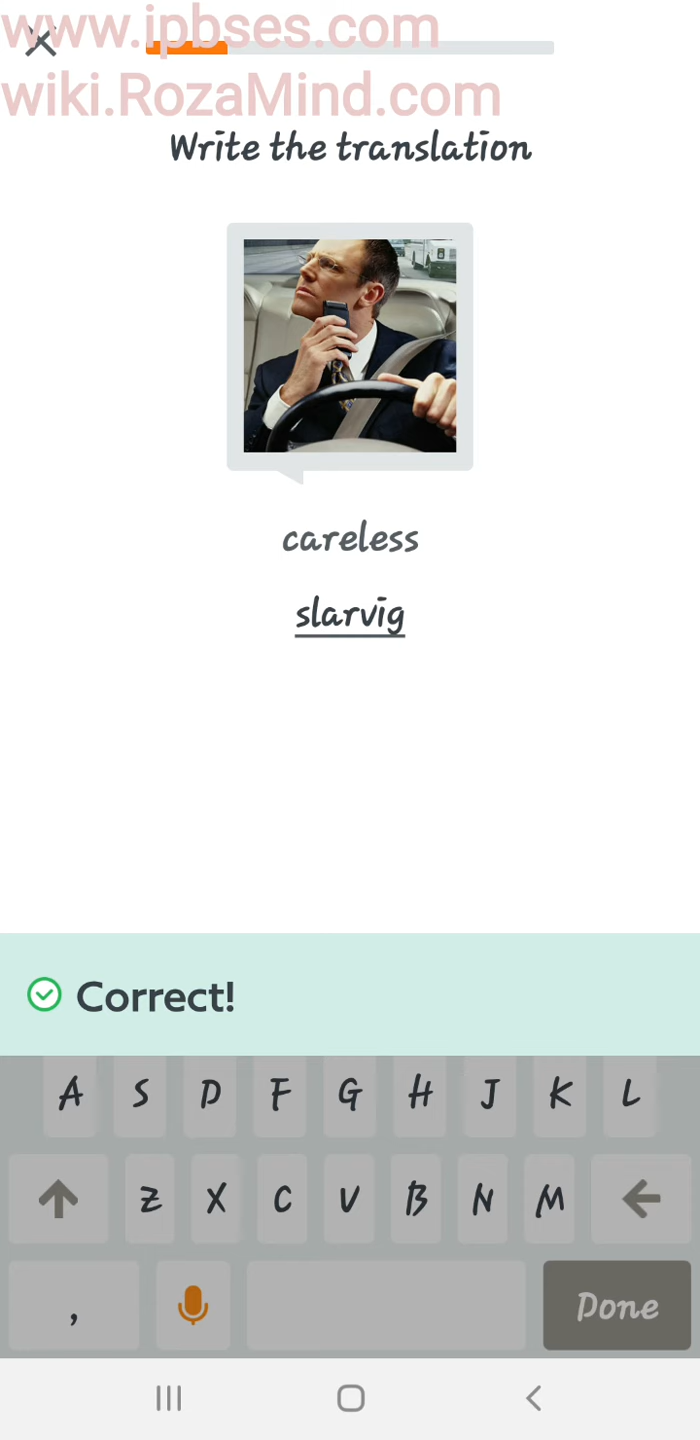 www.ipbses.com
wiki.RozaMind.com
Write the translation
careless
slarvig
Correct!
A S D F G H J K L
Z X C V B N M
,
Done